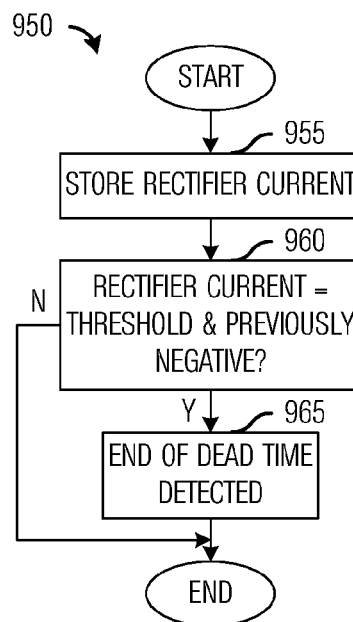 950
START
955
STORE RECTIFIER CURRENT
960
RECTIFIER CURRENT =
THRESHOLD & PREVIOUSLY
NEGATIVE?
N
Y
965
END OF DEAD TIME
DETECTED
END